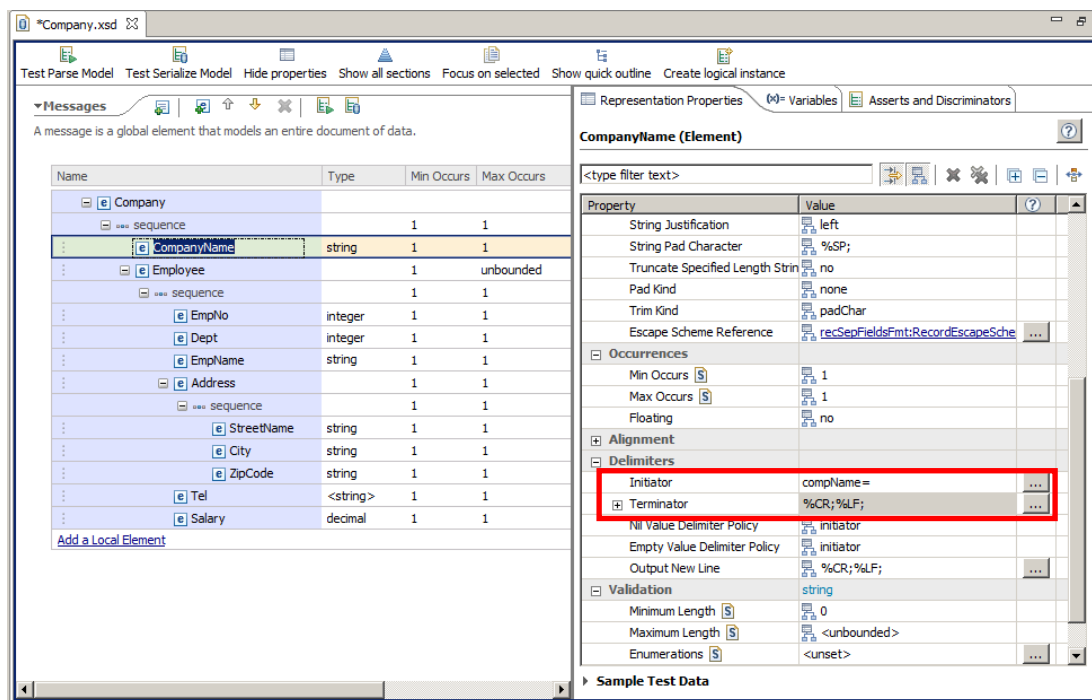 *Company.xsd
Test Parse Model Test Serialize Model Hide properties Show all sections Focus on selected Show quick outline Create logical instance
Messages
A message is a global element that models an entire document of data.
Name Type Min Occurs Max Occurs
e Company
sequence 1 1
e CompanyName string 1 1
e Employee 1 unbounded
sequence 1 1
e EmpNo integer 1 1
e Dept integer 1 1
e EmpName string 1 1
e Address 1 1
sequence 1 1
e StreetName string 1 1
e City string 1 1
e ZipCode string 1 1
e Tel <string> 1 1
e Salary decimal 1 1
Add a Local Element
Representation Properties (x)= Variables Asserts and Discriminators
CompanyName (Element)
<type filter text>
Property Value
String Justification left
String Pad Character %SP;
Truncate Specified Length Strin no
Pad Kind none
Trim Kind padChar
Escape Scheme Reference recSepFieldsFmt:RecordEscapeSche ...
Occurrences
Min Occurs S 1
Max Occurs S 1
Floating no
Alignment
Delimiters
Initiator compName= ...
Terminator %CR;%LF; ...
Nil Value Delimiter Policy initiator
Empty Value Delimiter Policy initiator
Output New Line %CR;%LF; ...
Validation string
Minimum Length S 0
Maximum Length S <unbounded>
Enumerations S <unset> ...
Sample Test Data